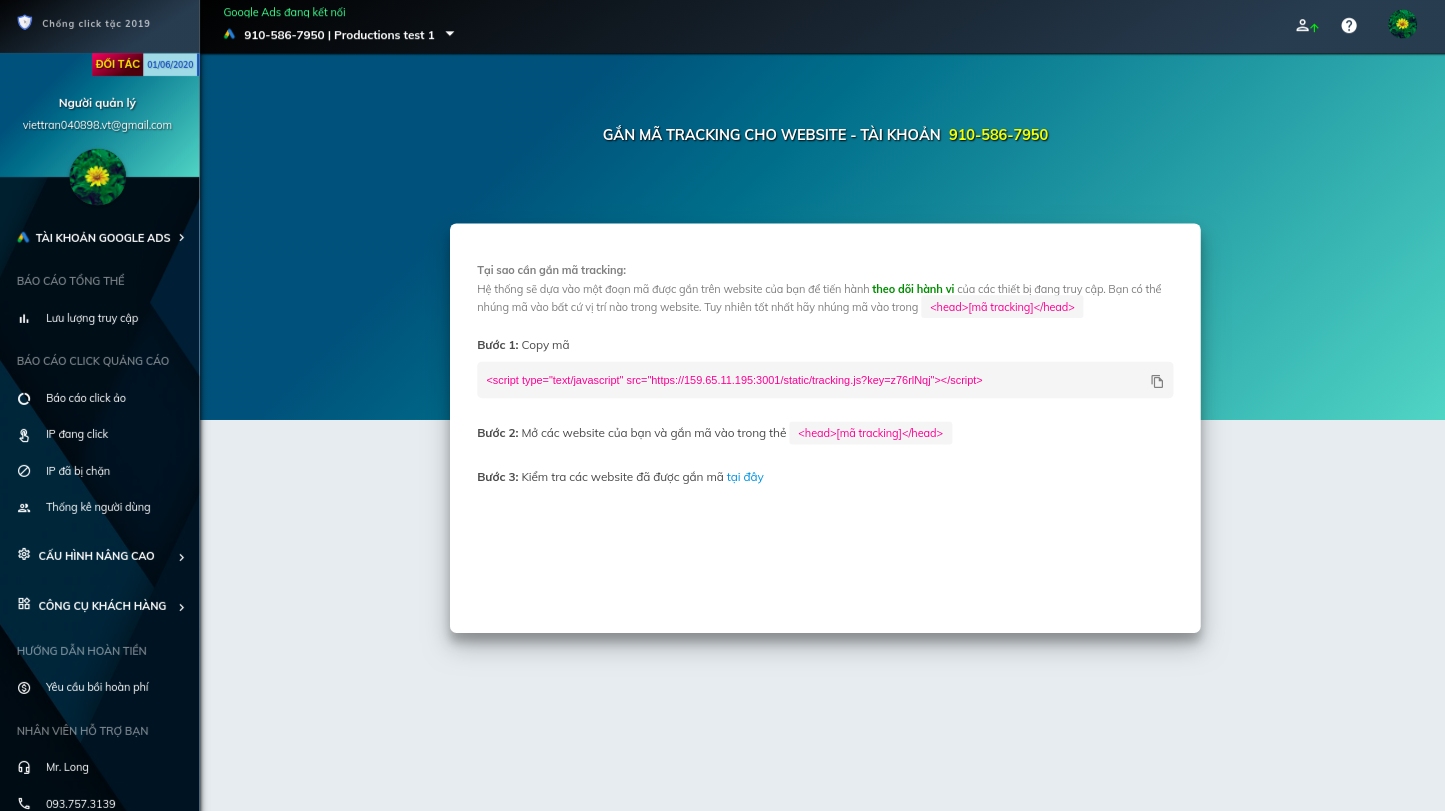 Chống click tặc 2019
Google Ads đang kết nối
910-586-7950 | Productions test 1
ĐỐI TÁC 01/06/2020
Người quản lý
viettran040898.vt@gmail.com
TÀI KHOẢN GOOGLE ADS
BÁO CÁO TỔNG THỂ
Lưu lượng truy cập
BÁO CÁO CLICK QUẢNG CÁO
Báo cáo click ảo
IP đang click
IP đã bị chặn
Thống kê người dùng
CẤU HÌNH NÂNG CAO
CÔNG CỤ KHÁCH HÀNG
HƯỚNG DẪN HOÀN TIỀN
Yêu cầu bồi hoàn phí
NHÂN VIÊN HỖ TRỢ BẠN
Mr. Long
093.757.3139
GẮN MÃ TRACKING CHO WEBSITE - TÀI KHOẢN 910-586-7950
Tại sao cần gắn mã tracking:
Hệ thống sẽ dựa vào một đoạn mã được gắn trên website của bạn để tiến hành theo dõi hành vi của các thiết bị đang truy cập. Bạn có thể
nhúng mã vào bất cứ vị trí nào trong website. Tuy nhiên tốt nhất hãy nhúng mã vào trong <head>[mã tracking]</head>
Bước 1: Copy mã
<script type="text/javascript" src="https://159.65.11.195:3001/static/tracking.js?key=z76rlNqj"></script>
Bước 2: Mở các website của bạn và gắn mã vào trong thẻ <head>[mã tracking]</head>
Bước 3: Kiểm tra các website đã được gắn mã tại đây